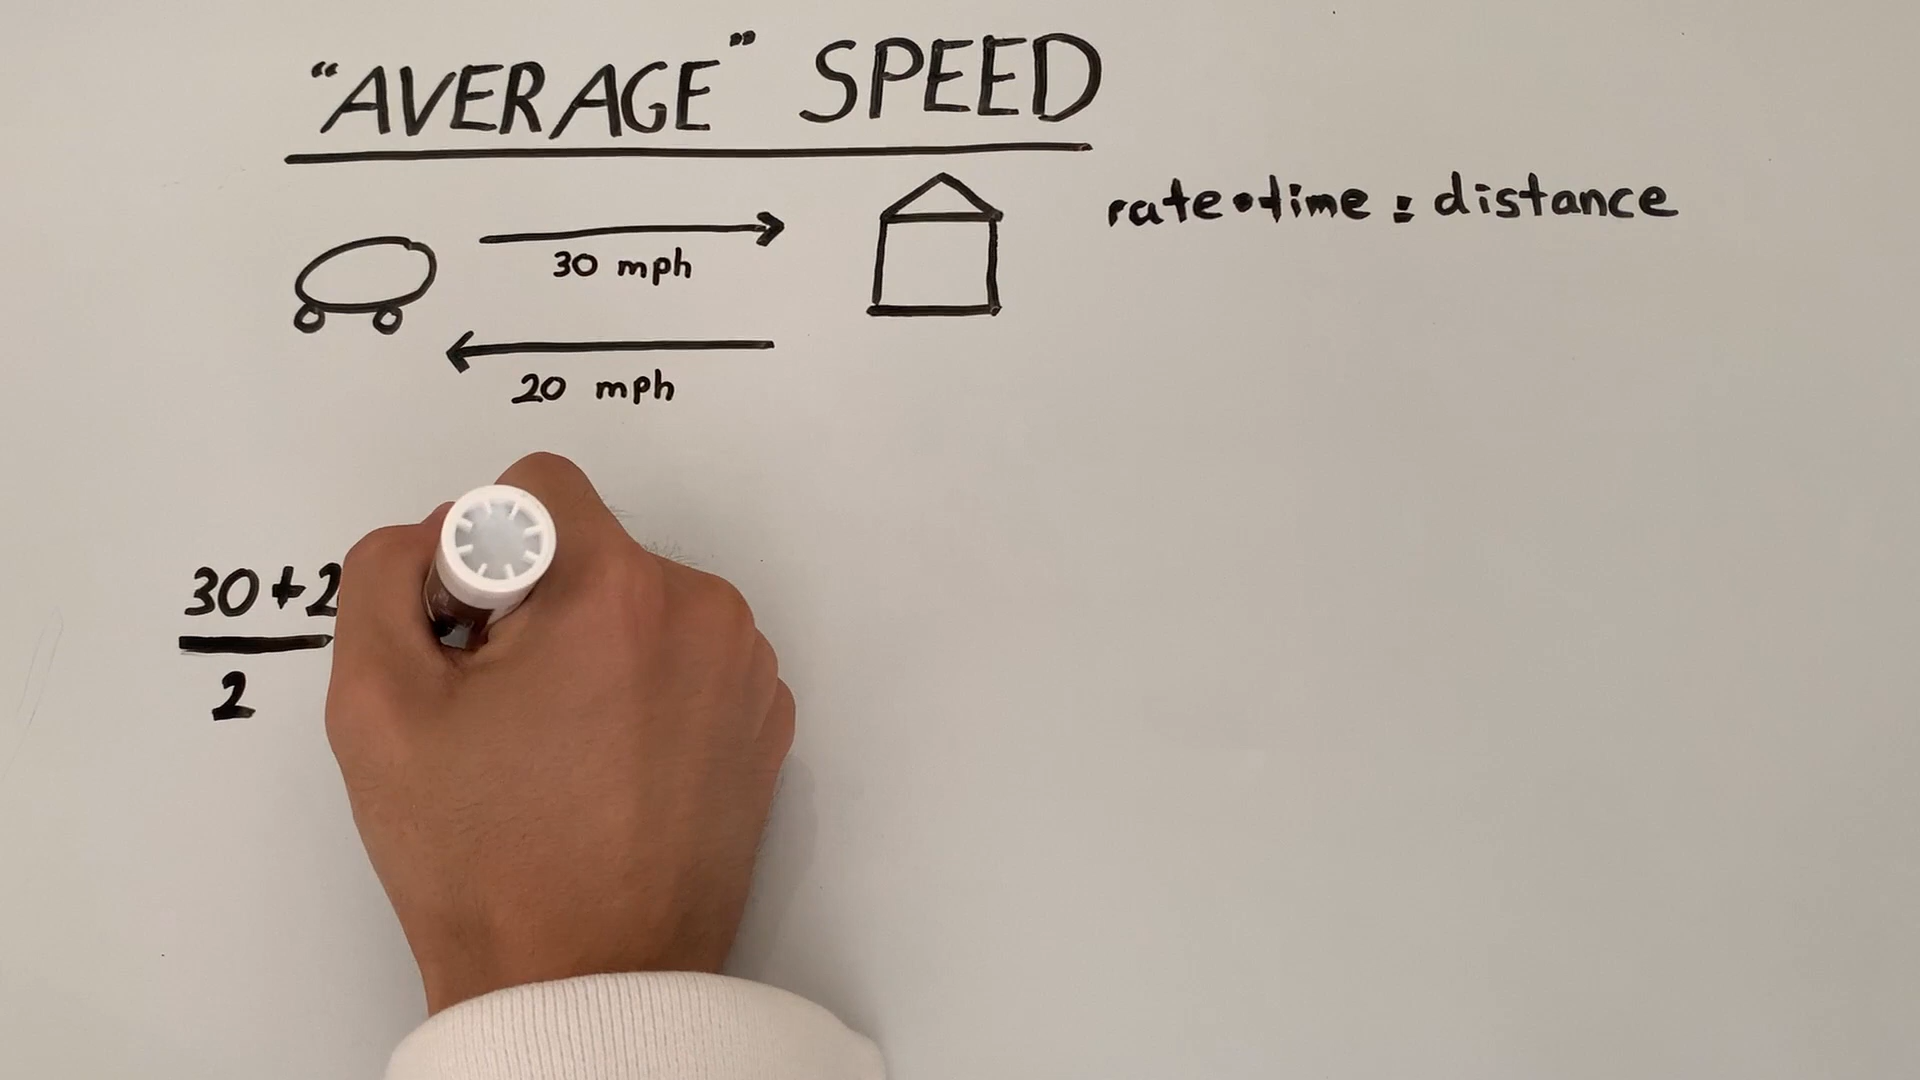 “AVERAGE” SPEED
rate•time = distance
30 mph
20 mph
30+2
2